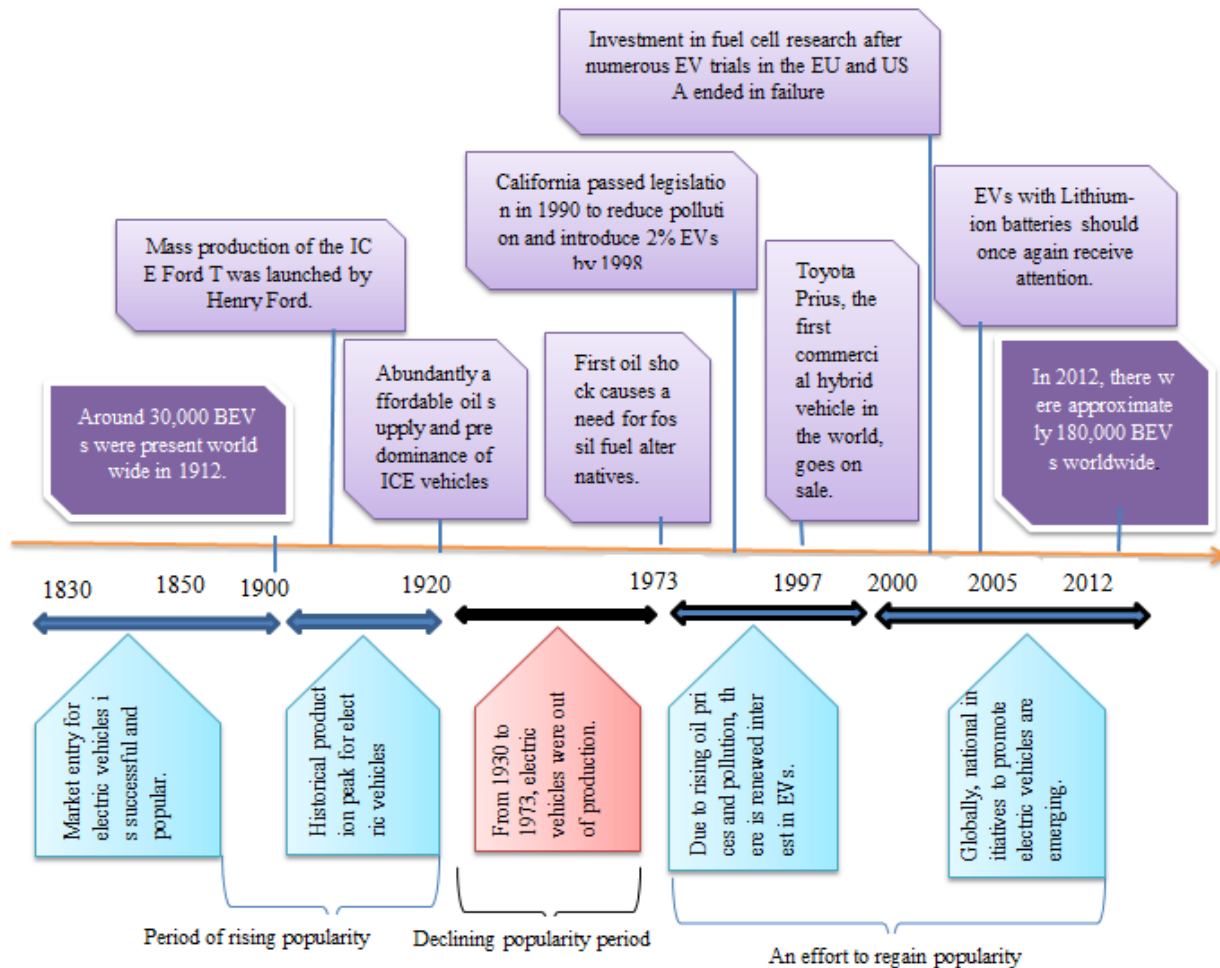 Investment in fuel cell research after
numerous EV trials in the EU and US
A ended in failure
California passed legislatio
n in 1990 to reduce polluti
on and introduce 2% EVs
by 1998
EVs with Lithium-
ion batteries should
once again receive
attention.
Mass production of the IC
E Ford T was launched by
Henry Ford.
Toyota
Prius, the
first
commerci
al hybrid
vehicle in
the world,
goes on
sale.
Around 30,000 BEV
s were present world
wide in 1912.
Abundantly a
ffordable oil s
upply and pre
dominance of
ICE vehicles
First oil sho
ck causes a
need for fos
sil fuel alter
natives.
In 2012, there w
ere approximate
ly 180,000 BEV
s worldwide.
1830
1850
1900
1920
1973
1997
2000
2005
2012
Market entry for
electric vehicles i
s successful and
popular.
Historical product
ion peak for elect
ric vehicles
From 1930 to
1973, electric
vehicles were out
of production.
Due to rising oil pri
ces and pollution, th
ere is renewed inter
est in EVs.
Globally, national in
itiatives to promote
electric vehicles are
emerging.
Period of rising popularity
Declining popularity period
An effort to regain popularity